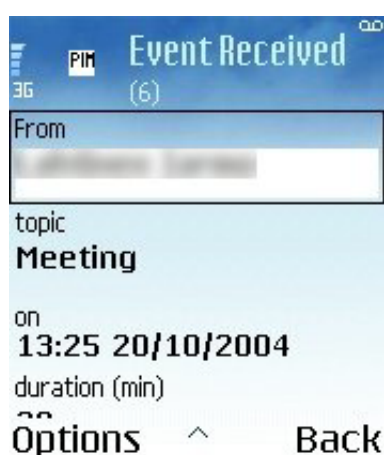 PIM Event Received
3G (6)
From
topic
Meeting
on
13:25 20/10/2004
duration (min)
Options Back